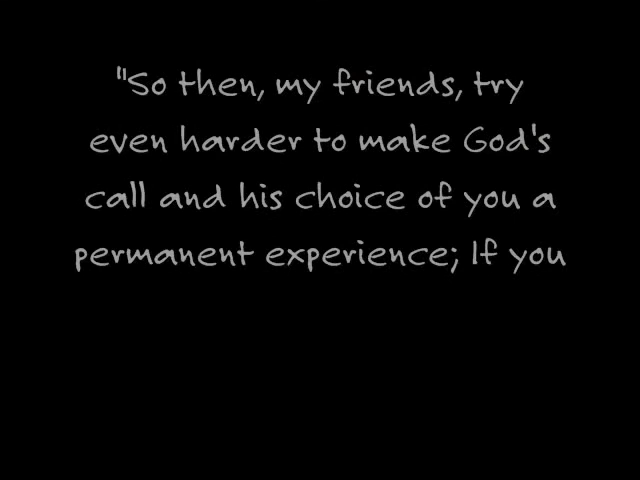 "So then, my friends, try
even harder to make God's
call and his choice of you a
permanent experience; If you